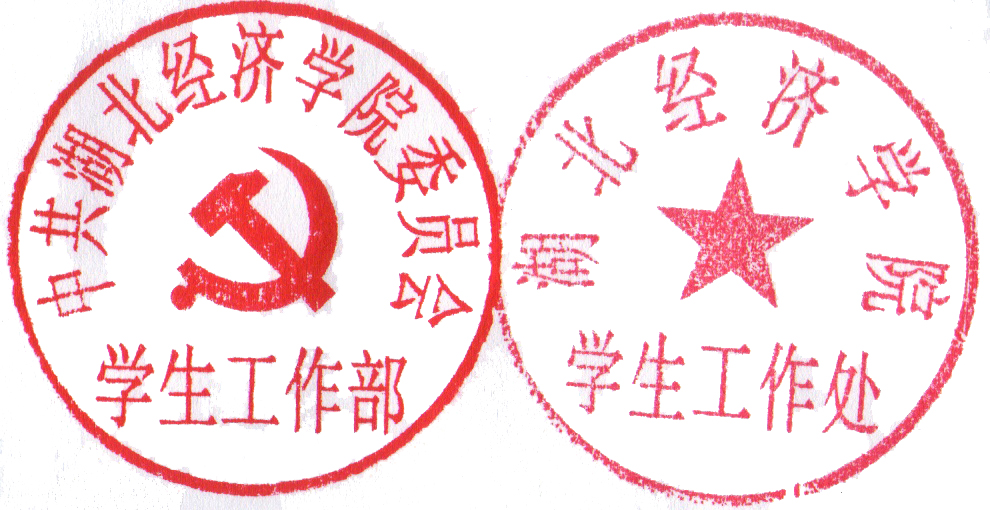 中共湖北经济学院委员会
学生工作部
湖北经济学院
学生工作处